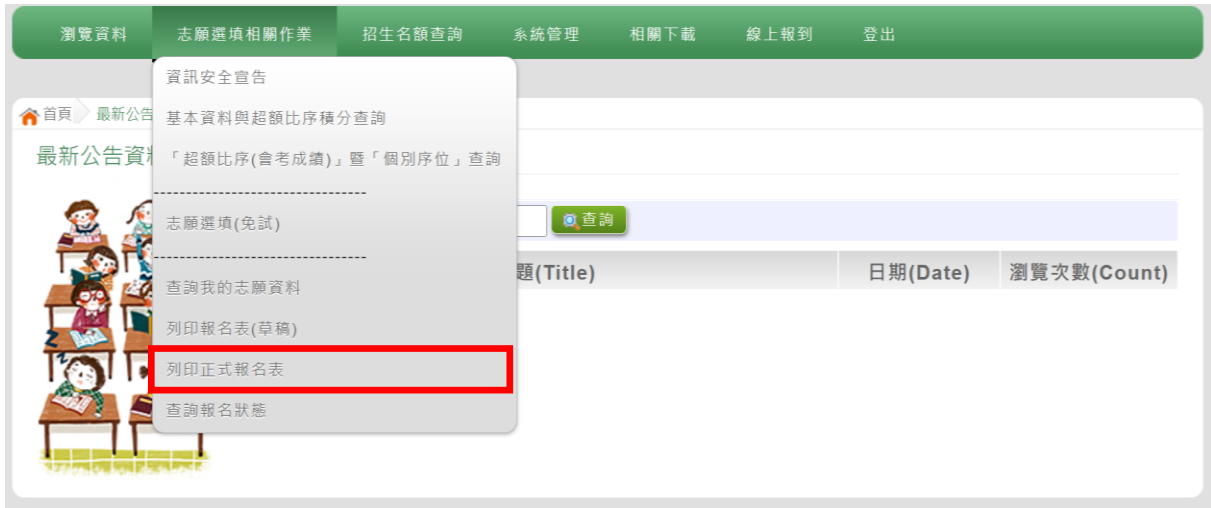 瀏覽資料 志願選填相關作業 招生名額查詢 系統管理 相關下載 線上報到 登出
資訊安全宣告
首頁 最新公告
基本資料與超額比序積分查詢
最新公告資
「超額比序(會考成績)」暨「個別序位」查詢
---------------------------------
志願選填(免試)
查詢
---------------------------------
題(Title) 日期(Date) 瀏覽次數(Count)
查詢我的志願資料
列印報名表(草稿)
列印正式報名表
查詢報名狀態